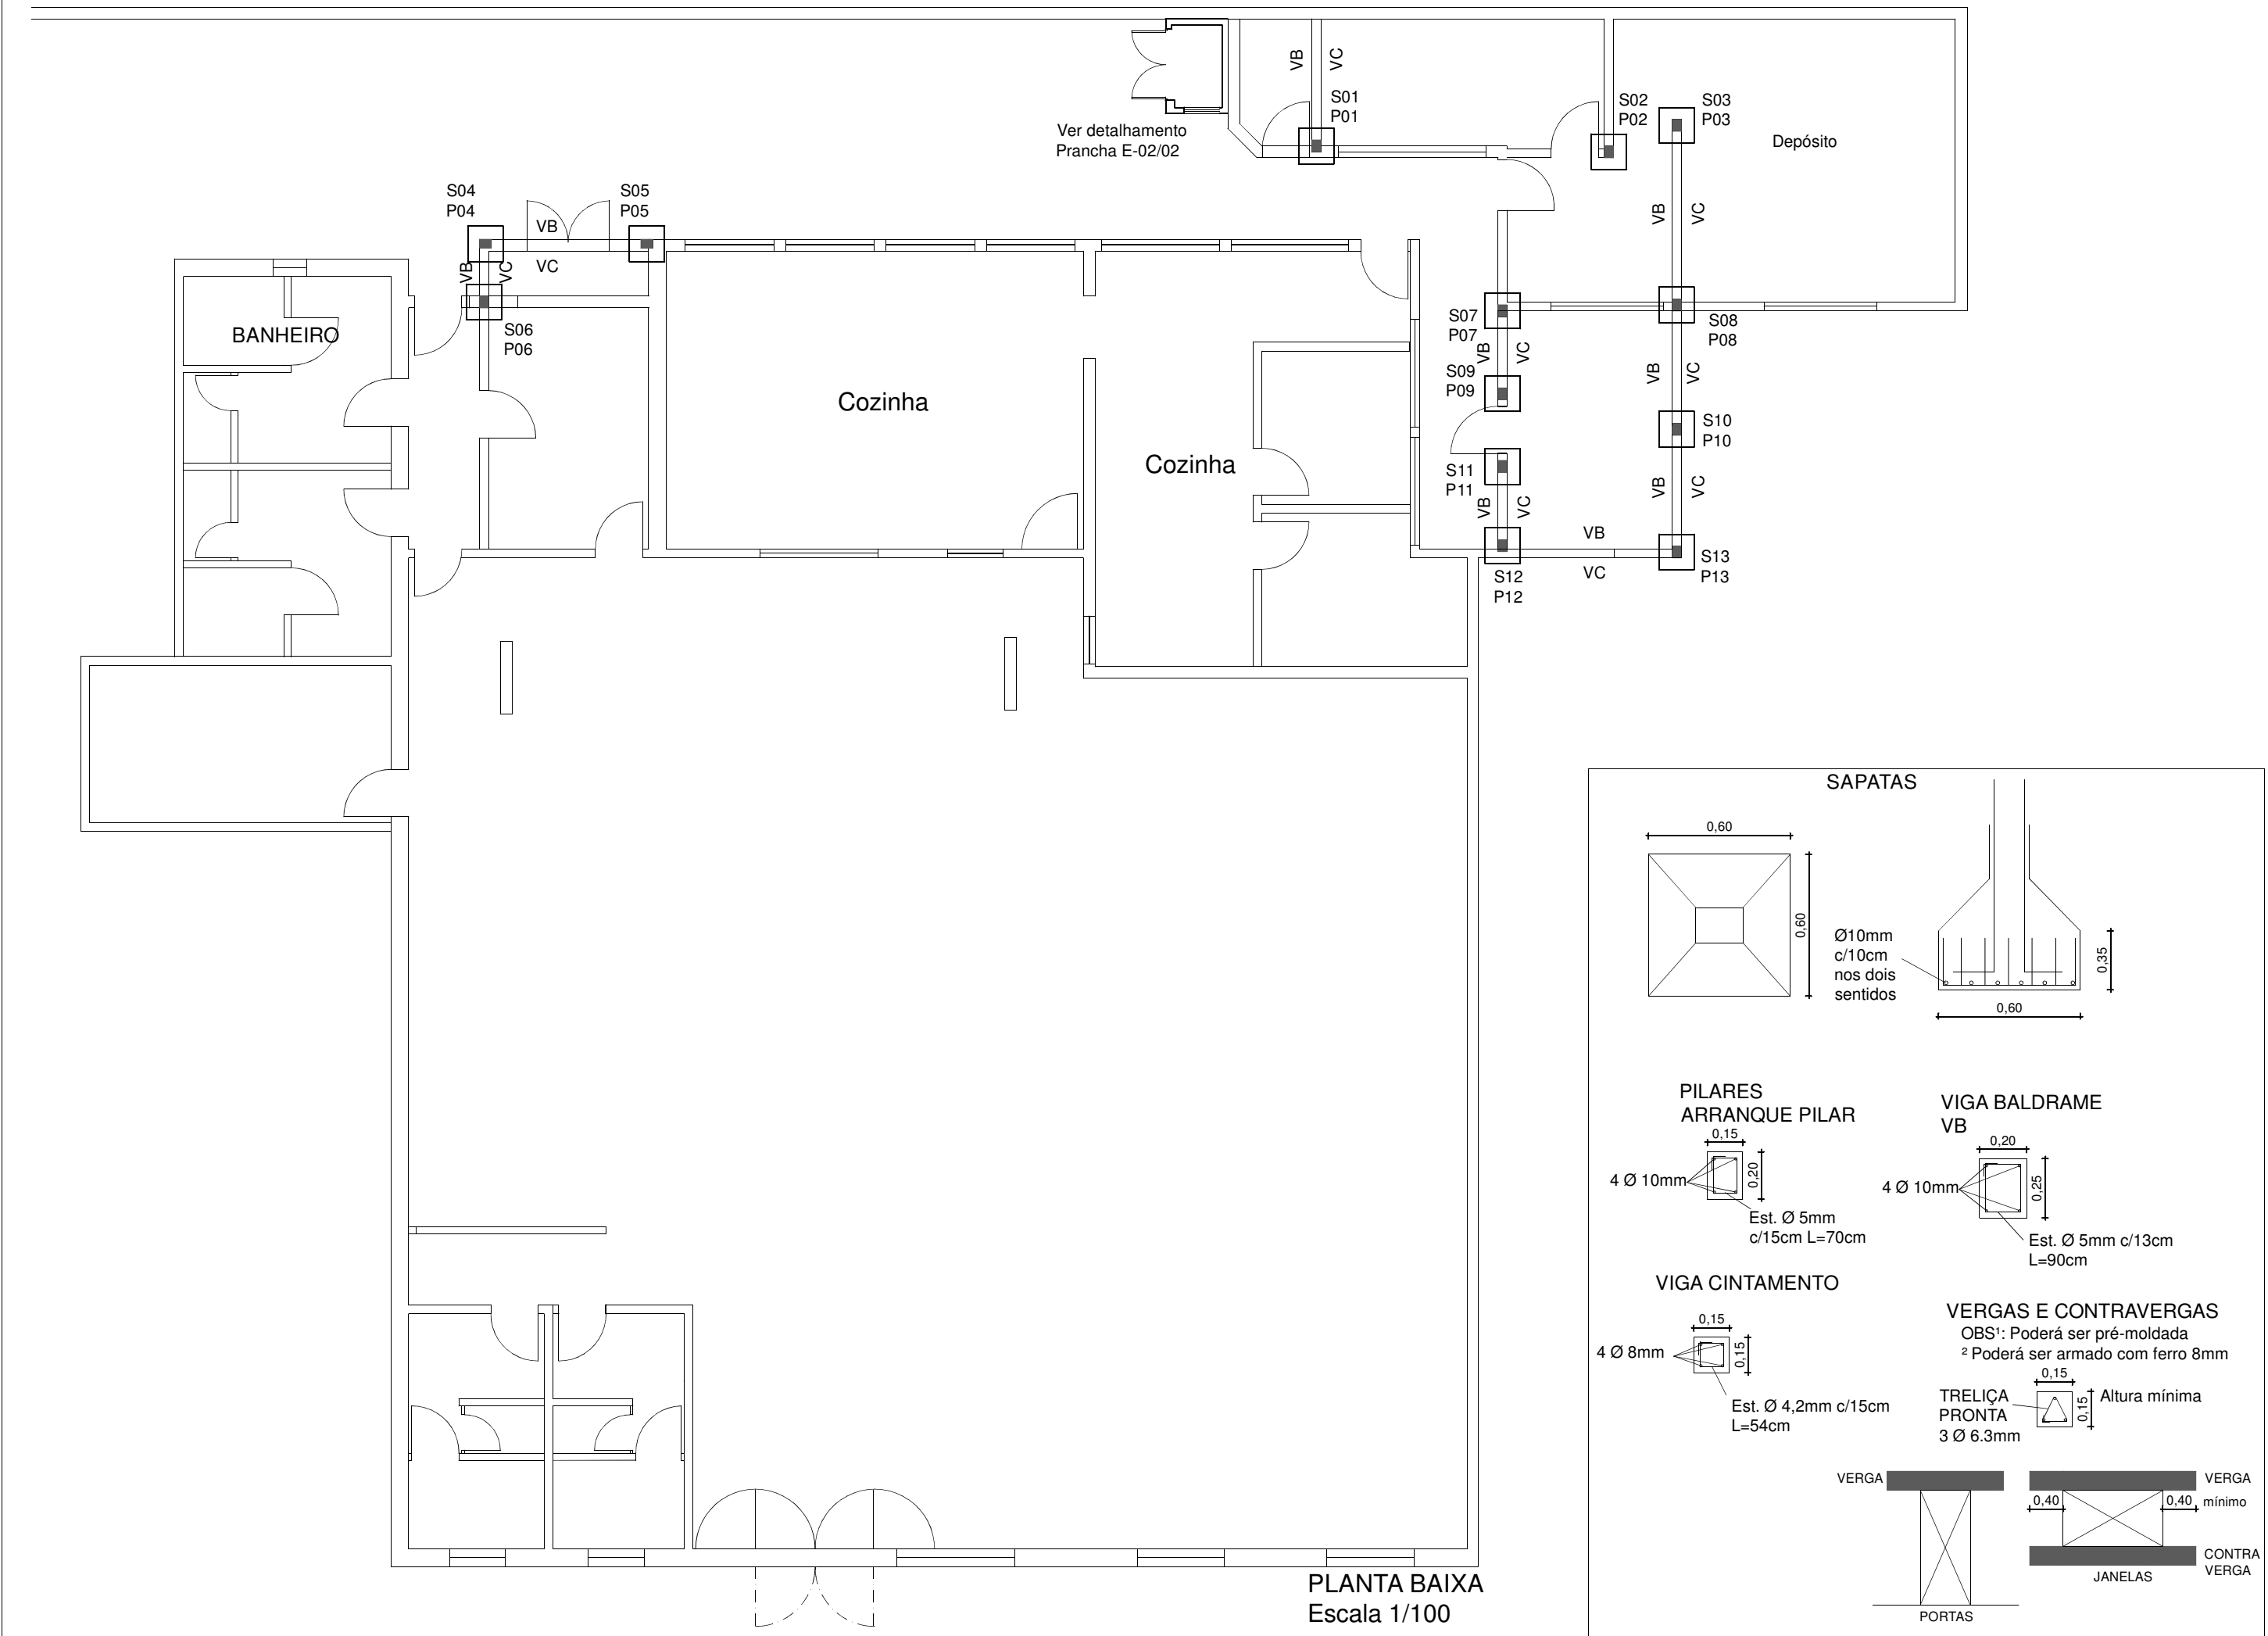 VB
VC
S01
P01
S02
P02
S03
P03
Ver detalhamento
Prancha E-02/02
Depósito
S04
P04
S05
P05
VB
VC
VB
VC
VB
VC
BANHEIRO
S06
P06
S07
P07
S08
P08
VB
VC
VB
VC
S09
P09
Cozinha
S10
P10
Cozinha
S11
P11
VB
VC
VB
VC
VB
VC
S12
P12
S13
P13
SAPATAS
0,60
0,60
Ø10mm
c/10cm
nos dois
sentidos
0,35
0,60
PILARES
ARRANQUE PILAR
0,15
0,20
4 Ø 10mm
Est. Ø 5mm
c/15cm L=70cm
VIGA BALDRAME
VB
0,20
0,25
4 Ø 10mm
Est. Ø 5mm c/13cm
L=90cm
VIGA CINTAMENTO
0,15
0,15
4 Ø 8mm
Est. Ø 4,2mm c/15cm
L=54cm
VERGAS E CONTRAVERGAS
OBS¹: Poderá ser pré-moldada
² Poderá ser armado com ferro 8mm
0,15
0,15
Altura mínima
TRELIÇA
PRONTA
3 Ø 6.3mm
VERGA
PORTAS
VERGA
0,40
0,40 mínimo
CONTRA
VERGA
JANELAS
PLANTA BAIXA
Escala 1/100